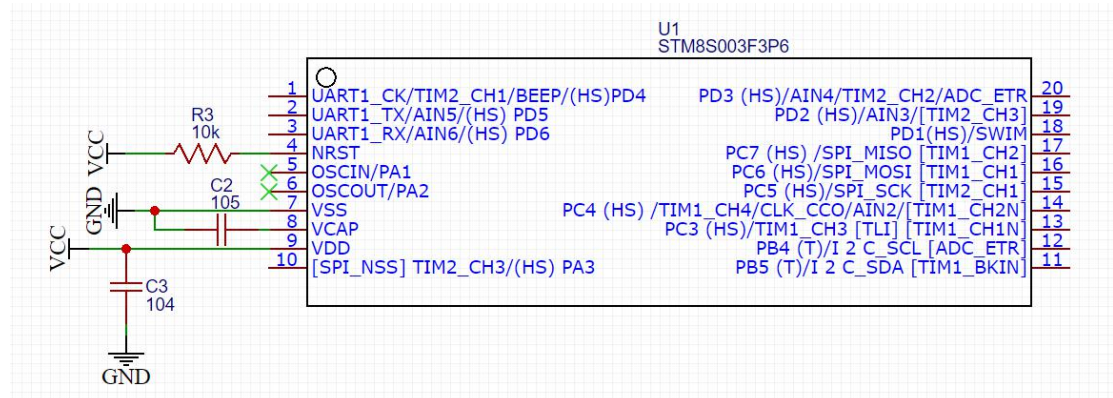 U1
STM8S003F3P6
1 UART1_CK/TIM2_CH1/BEEP/(HS)PD4
2 UART1_TX/AIN5/(HS) PD5
3 UART1_RX/AIN6/(HS) PD6
4 NRST
5 OSCIN/PA1
6 OSCOUT/PA2
7 VSS
8 VCAP
9 VDD
10 [SPI_NSS] TIM2_CH3/(HS) PA3
PD3 (HS)/AIN4/TIM2_CH2/ADC_ETR 20
PD2 (HS)/AIN3/[TIM2_CH3] 19
PD1(HS)/SWIM 18
PC7 (HS) /SPI_MISO [TIM1_CH2] 17
PC6 (HS)/SPI_MOSI [TIM1_CH1] 16
PC5 (HS)/SPI_SCK [TIM2_CH1] 15
PC4 (HS) /TIM1_CH4/CLK_CCO/AIN2/[TIM1_CH2N] 14
PC3 (HS)/TIM1_CH3 [TLI] [TIM1_CH1N] 13
PB4 (T)/I 2 C_SCL [ADC_ETR] 12
PB5 (T)/I 2 C_SDA [TIM1_BKIN] 11
R3
10k
VCC
C2
105
GND
VCC
C3
104
GND